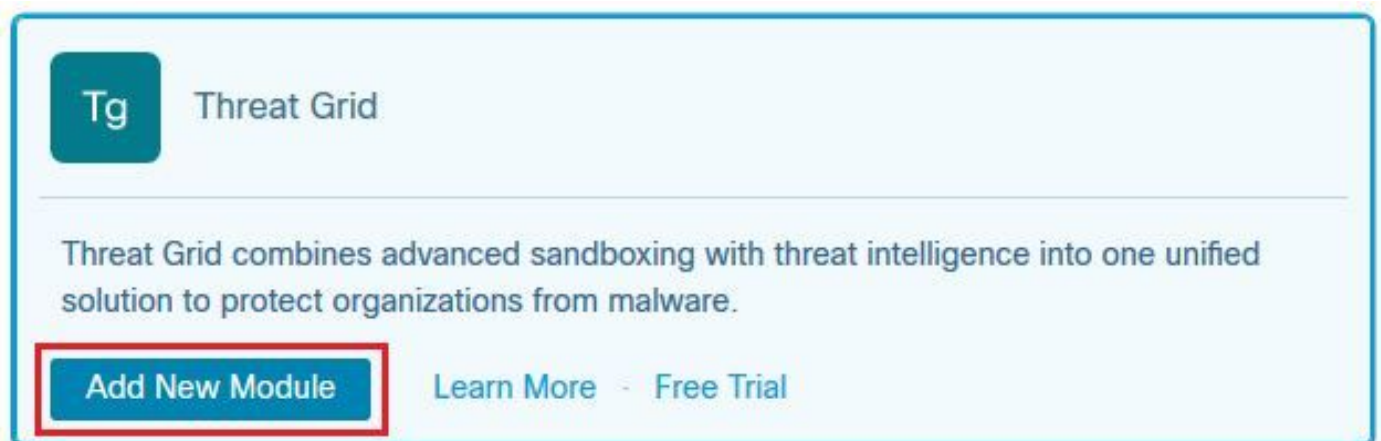 Tg
Threat Grid
Threat Grid combines advanced sandboxing with threat intelligence into one unified
solution to protect organizations from malware.
Add New Module
Learn More - Free Trial